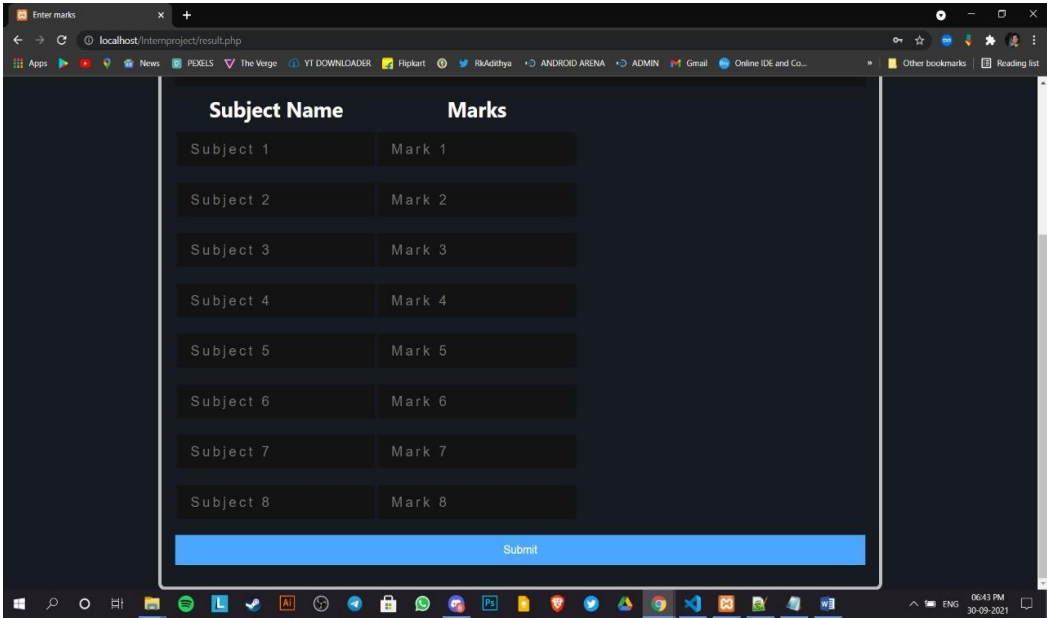 Enter marks
localhost/Internproject/result.php
Apps News PEXELS The Verge YT DOWNLOADER Flipkart RkAdithya ANDROID ARENA ADMIN Gmail Online IDE and Co... » Other bookmarks Reading list
Subject Name Marks
Subject 1 Mark 1
Subject 2 Mark 2
Subject 3 Mark 3
Subject 4 Mark 4
Subject 5 Mark 5
Subject 6 Mark 6
Subject 7 Mark 7
Subject 8 Mark 8
Submit
L Ai Ps W
ENG 06:43 PM
30-09-2021